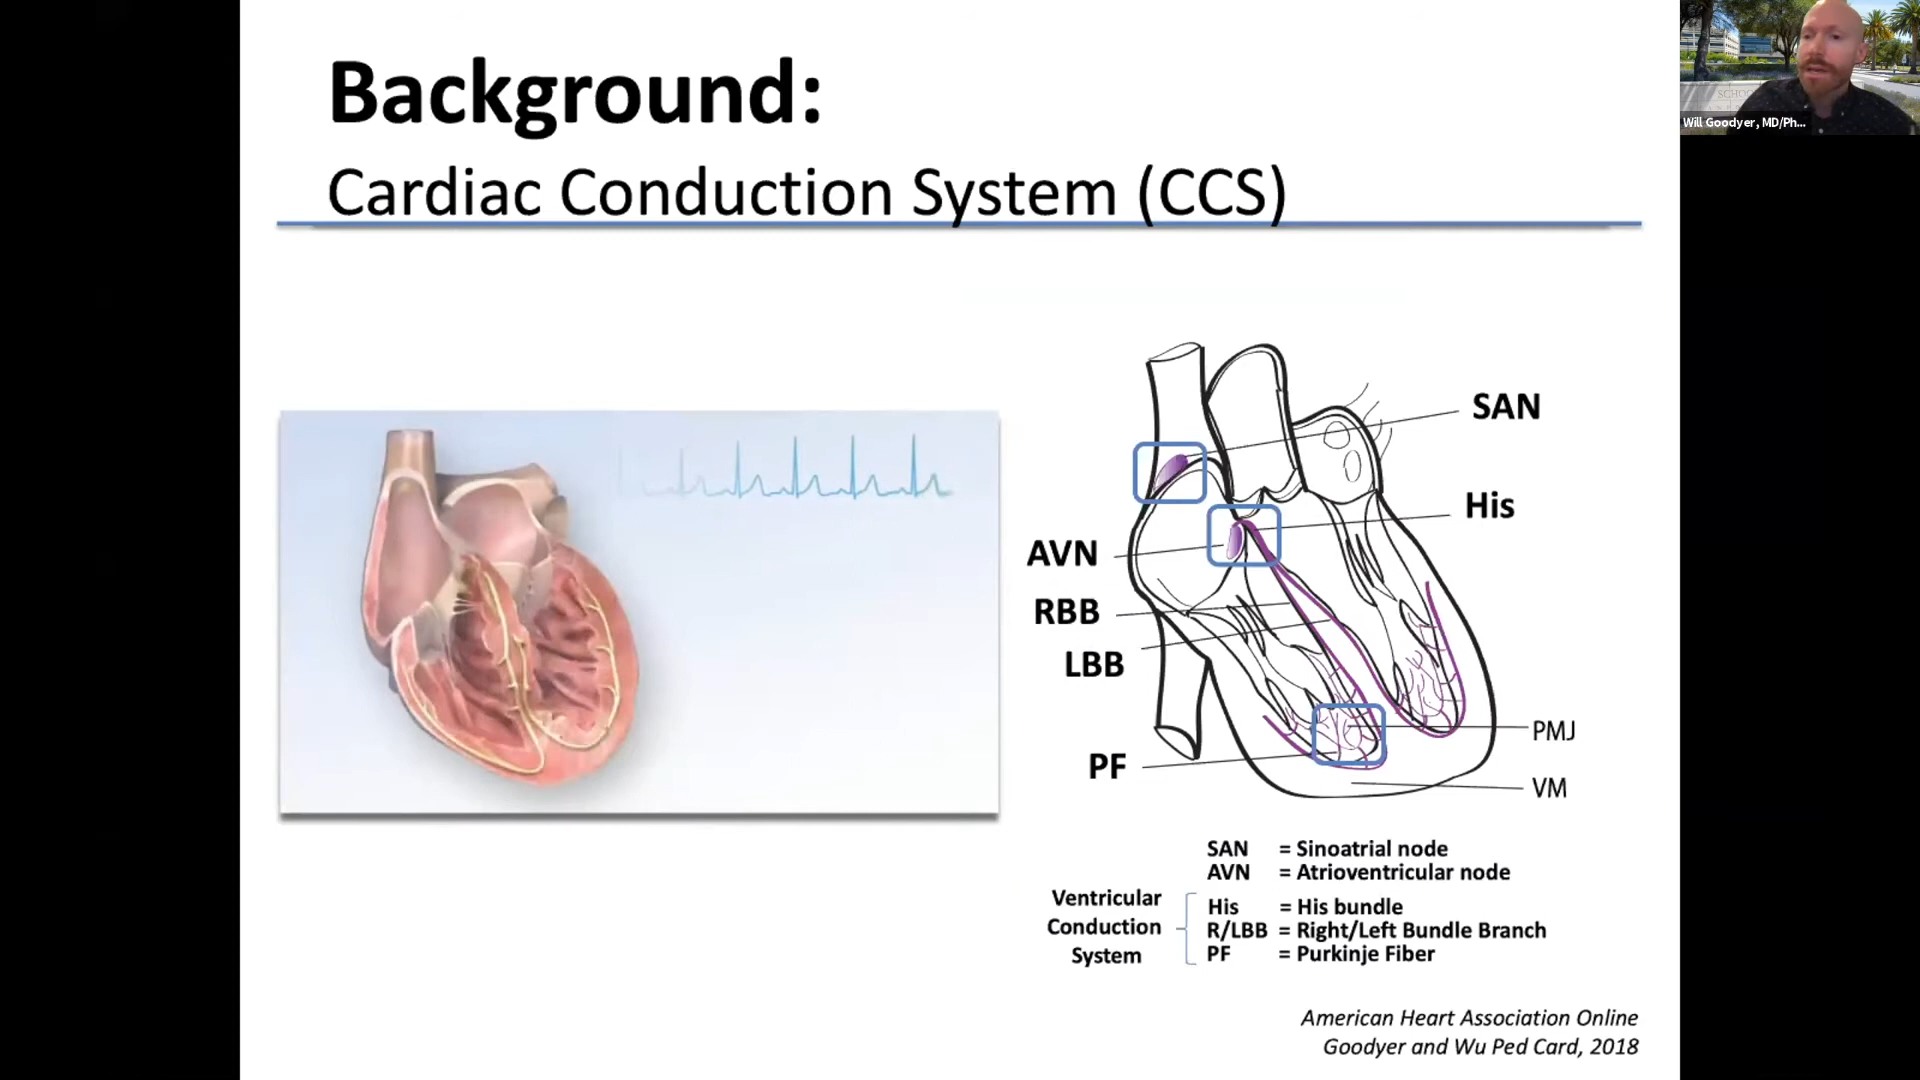 Background:
Cardiac Conduction System (CCS)
Will Goodyer, MD/Ph...
SAN
His
AVN
RBB
LBB
PMJ
PF
VM
SAN = Sinoatrial node
AVN = Atrioventricular node
Ventricular
Conduction
System
His = His bundle
R/LBB = Right/Left Bundle Branch
PF = Purkinje Fiber
American Heart Association Online
Goodyer and Wu Ped Card, 2018